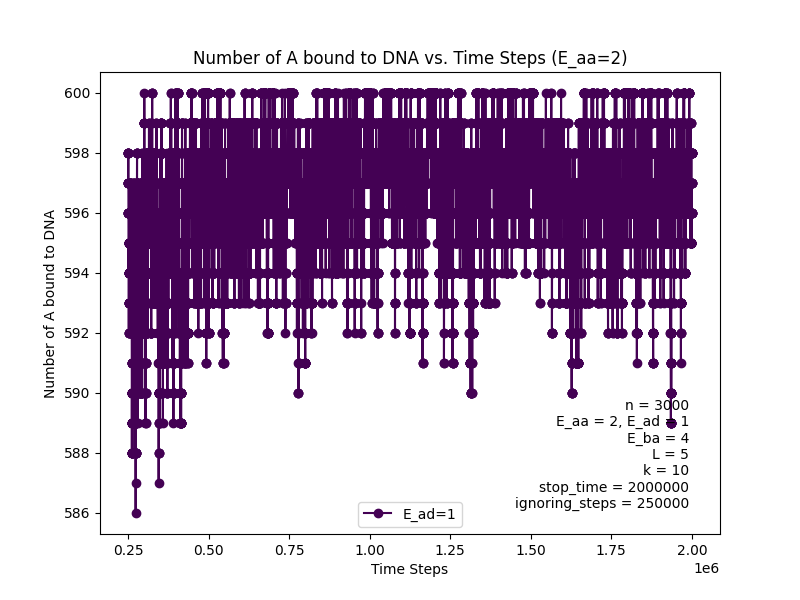 Number of A bound to DNA vs. Time Steps (E_aa=2)
Number of A bound to DNA
600
598
596
594
592
590
588
586
n = 3000
E_aa = 2, E_ad = 1
E_ba = 4
L = 5
k = 10
stop_time = 2000000
ignoring_steps = 250000
E_ad=1
0.25 0.50 0.75 1.00 1.25 1.50 1.75 2.00
1e6
Time Steps